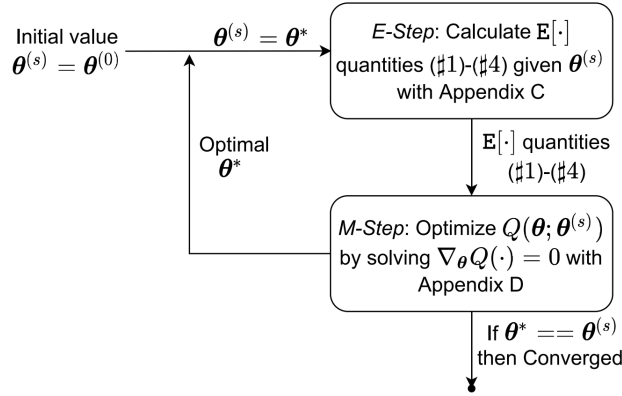 Initial value
𝜽⁽ˢ⁾ = 𝜽⁽⁰⁾
𝜽⁽ˢ⁾ = 𝜽*
E-Step: Calculate E[·]
quantities (♯1)-(♯4) given 𝜽⁽ˢ⁾
with Appendix C
Optimal
𝜽*
E[·] quantities
(♯1)-(♯4)
M-Step: Optimize Q(𝜽; 𝜽⁽ˢ⁾)
by solving ∇_𝜽Q(·) = 0 with
Appendix D
If 𝜽* == 𝜽⁽ˢ⁾
then Converged